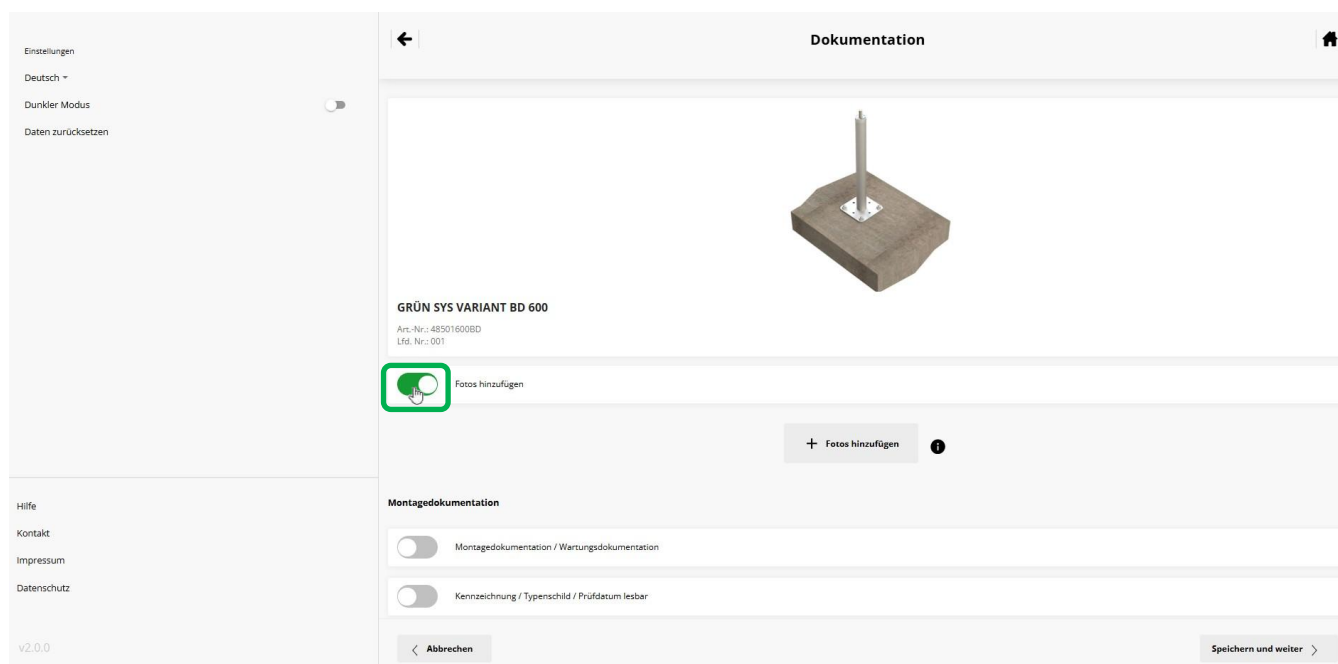 Einstellungen
Deutsch
Dunkler Modus
Daten zurücksetzen
Hilfe
Kontakt
Impressum
Datenschutz
v2.0.0
Dokumentation
GRÜN SYS VARIANT BD 600
Art.-Nr.: 48501600BD
Lfd. Nr.: 001
Fotos hinzufügen
+ Fotos hinzufügen
Montagedokumentation
Montagedokumentation / Wartungsdokumentation
Kennzeichnung / Typenschild / Prüfdatum lesbar
Abbrechen
Speichern und weiter